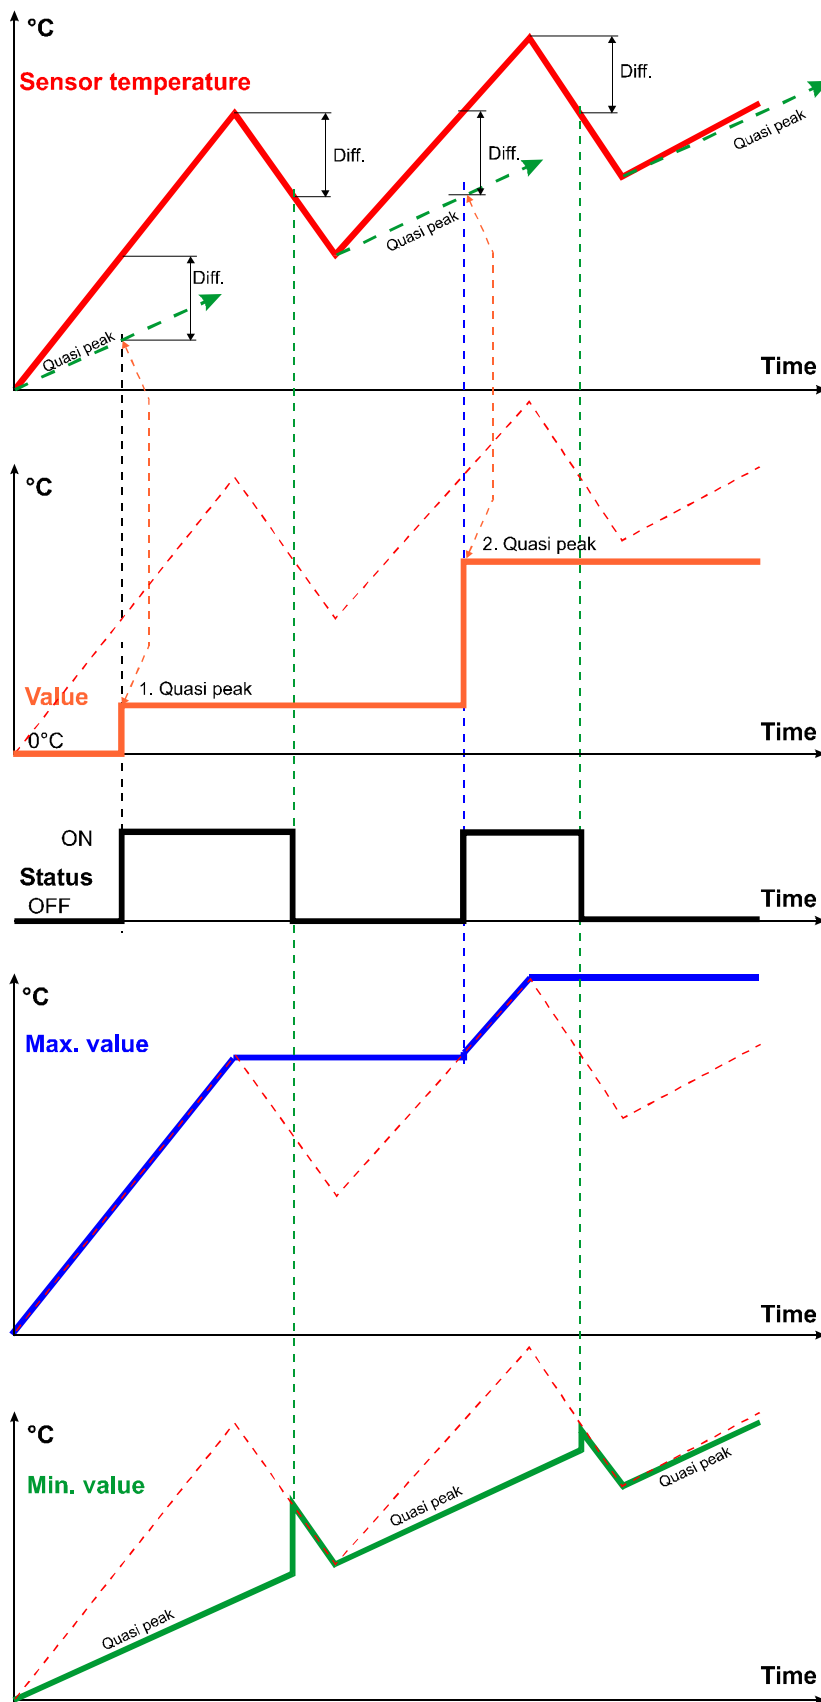 °C
Sensor temperature
Diff.
Diff.
Diff.
Diff.
Quasi peak
Quasi peak
Quasi peak
Time
°C
2. Quasi peak
1. Quasi peak
Value
0°C
Time
ON
Status
OFF
Time
°C
Max. value
Time
°C
Min. value
Quasi peak
Quasi peak
Quasi peak
Time